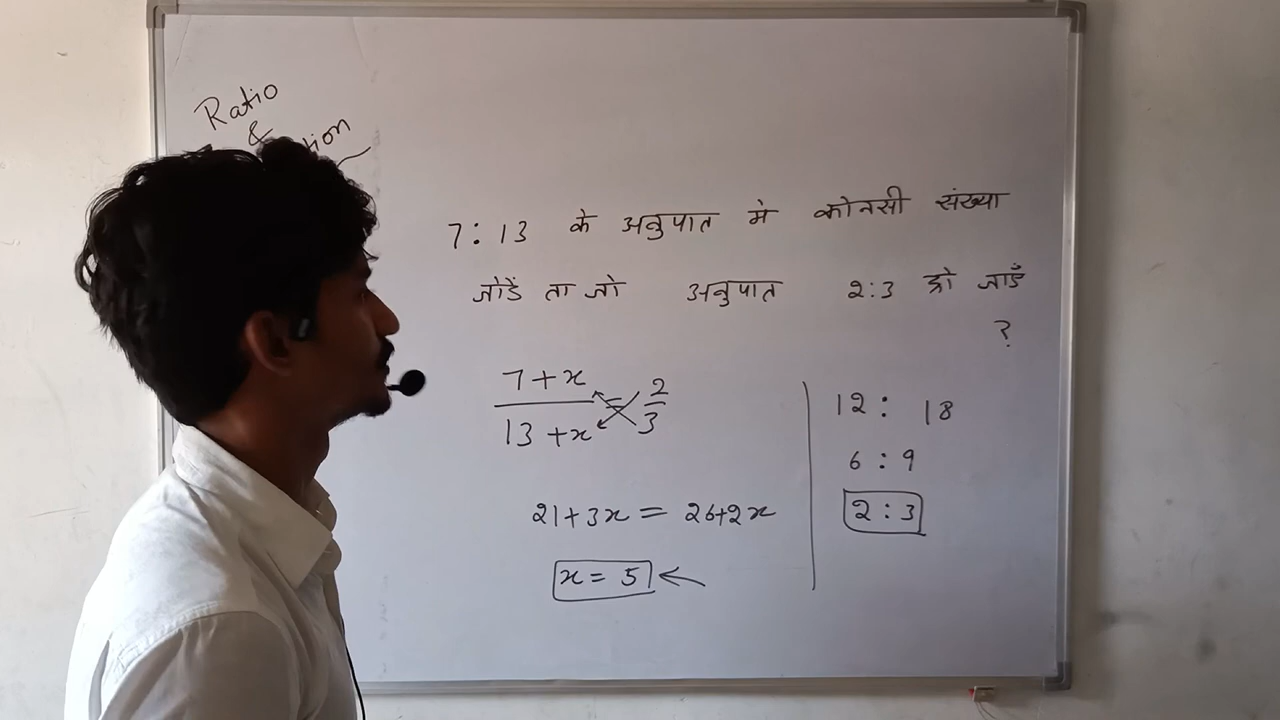 Ratio
&
tion
7 : 13 के अनुपात मे कोनसी संख्या
जोडें ता जो अनुपात 2:3 हो जाएँ
?
7 + x / 13 + x = 2 / 3
21 + 3x = 26 + 2x
x = 5
12 : 18
6 : 9
2 : 3